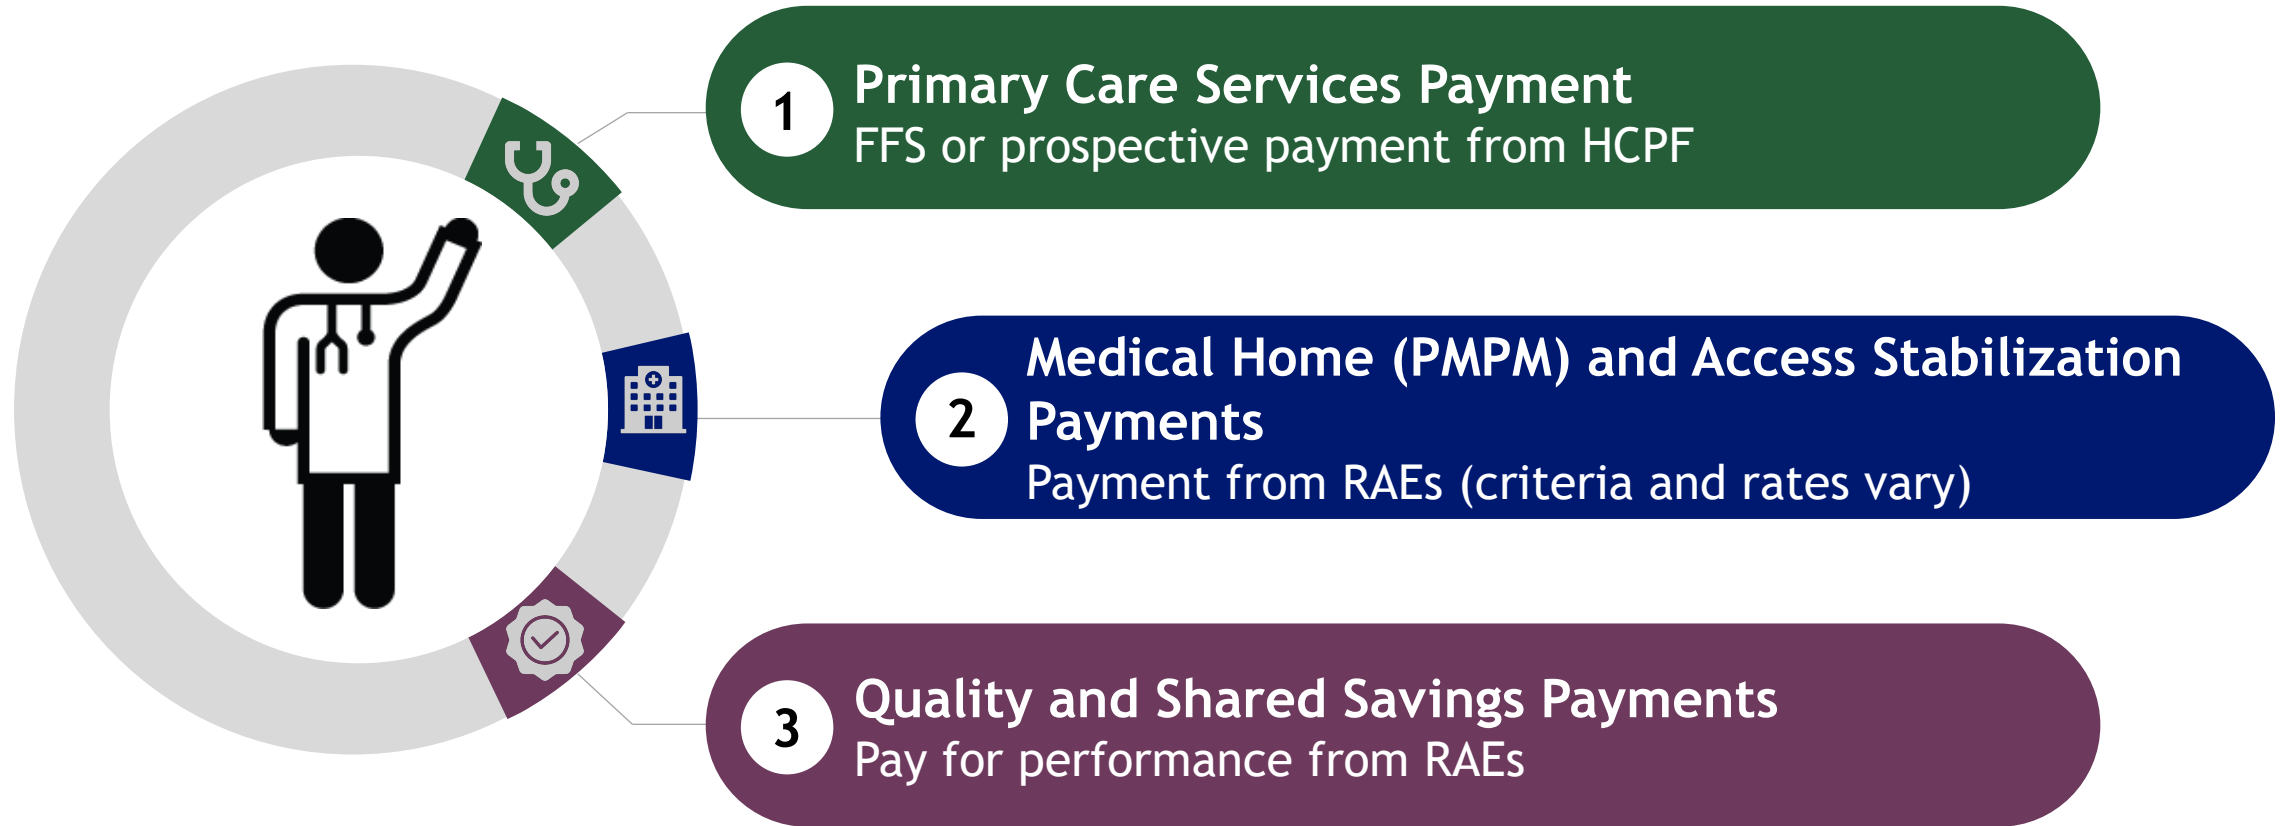 1
Primary Care Services Payment
FFS or prospective payment from HCPF
2
Medical Home (PMPM) and Access Stabilization
Payments
Payment from RAEs (criteria and rates vary)
3
Quality and Shared Savings Payments
Pay for performance from RAEs